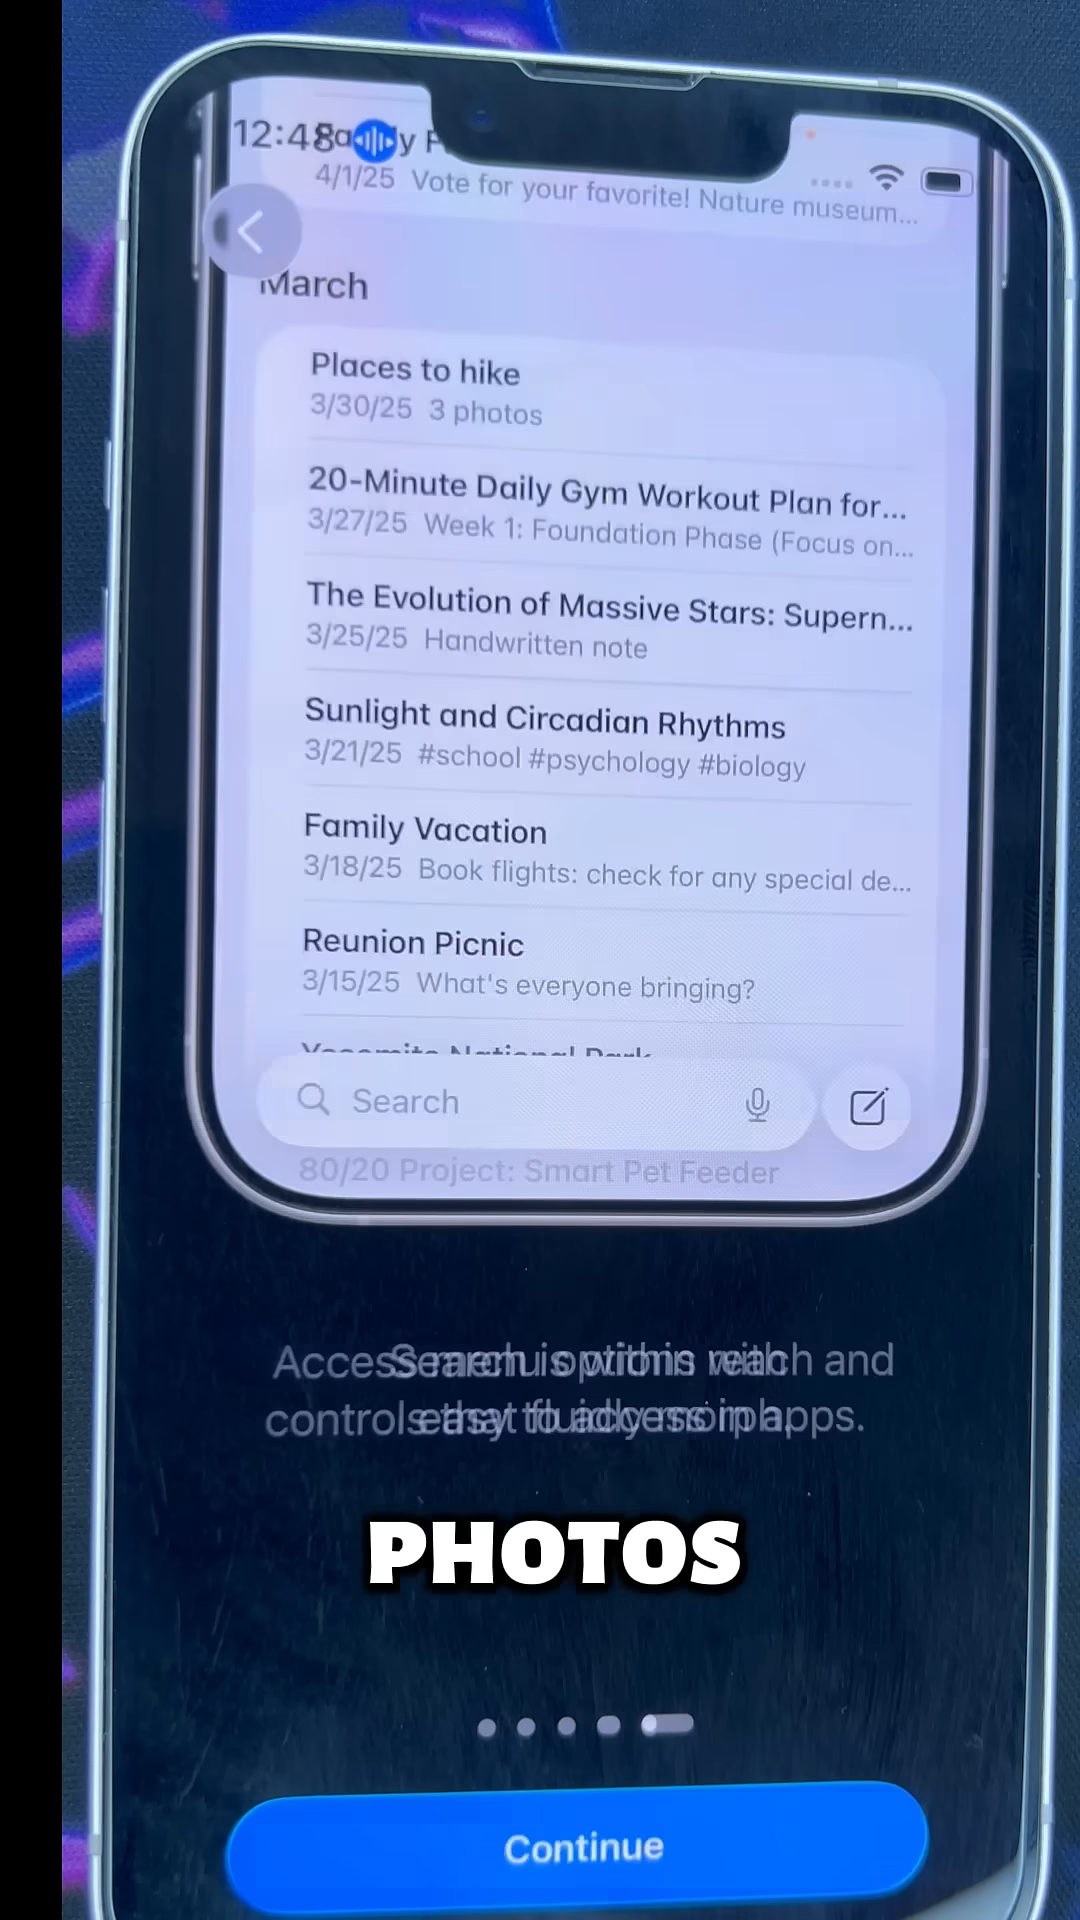 12:48
4/1/25 Vote for your favorite! Nature museum...
March
Places to hike
3/30/25 3 photos
20-Minute Daily Gym Workout Plan for...
3/27/25 Week 1: Foundation Phase (Focus on...
The Evolution of Massive Stars: Supern...
3/25/25 Handwritten note
Sunlight and Circadian Rhythms
3/21/25 #school #psychology #biology
Family Vacation
3/18/25 Book flights: check for any special de...
Reunion Picnic
3/15/25 What's everyone bringing?
Yosemite National Park
Search
80/20 Project: Smart Pet Feeder
PHOTOS
Continue